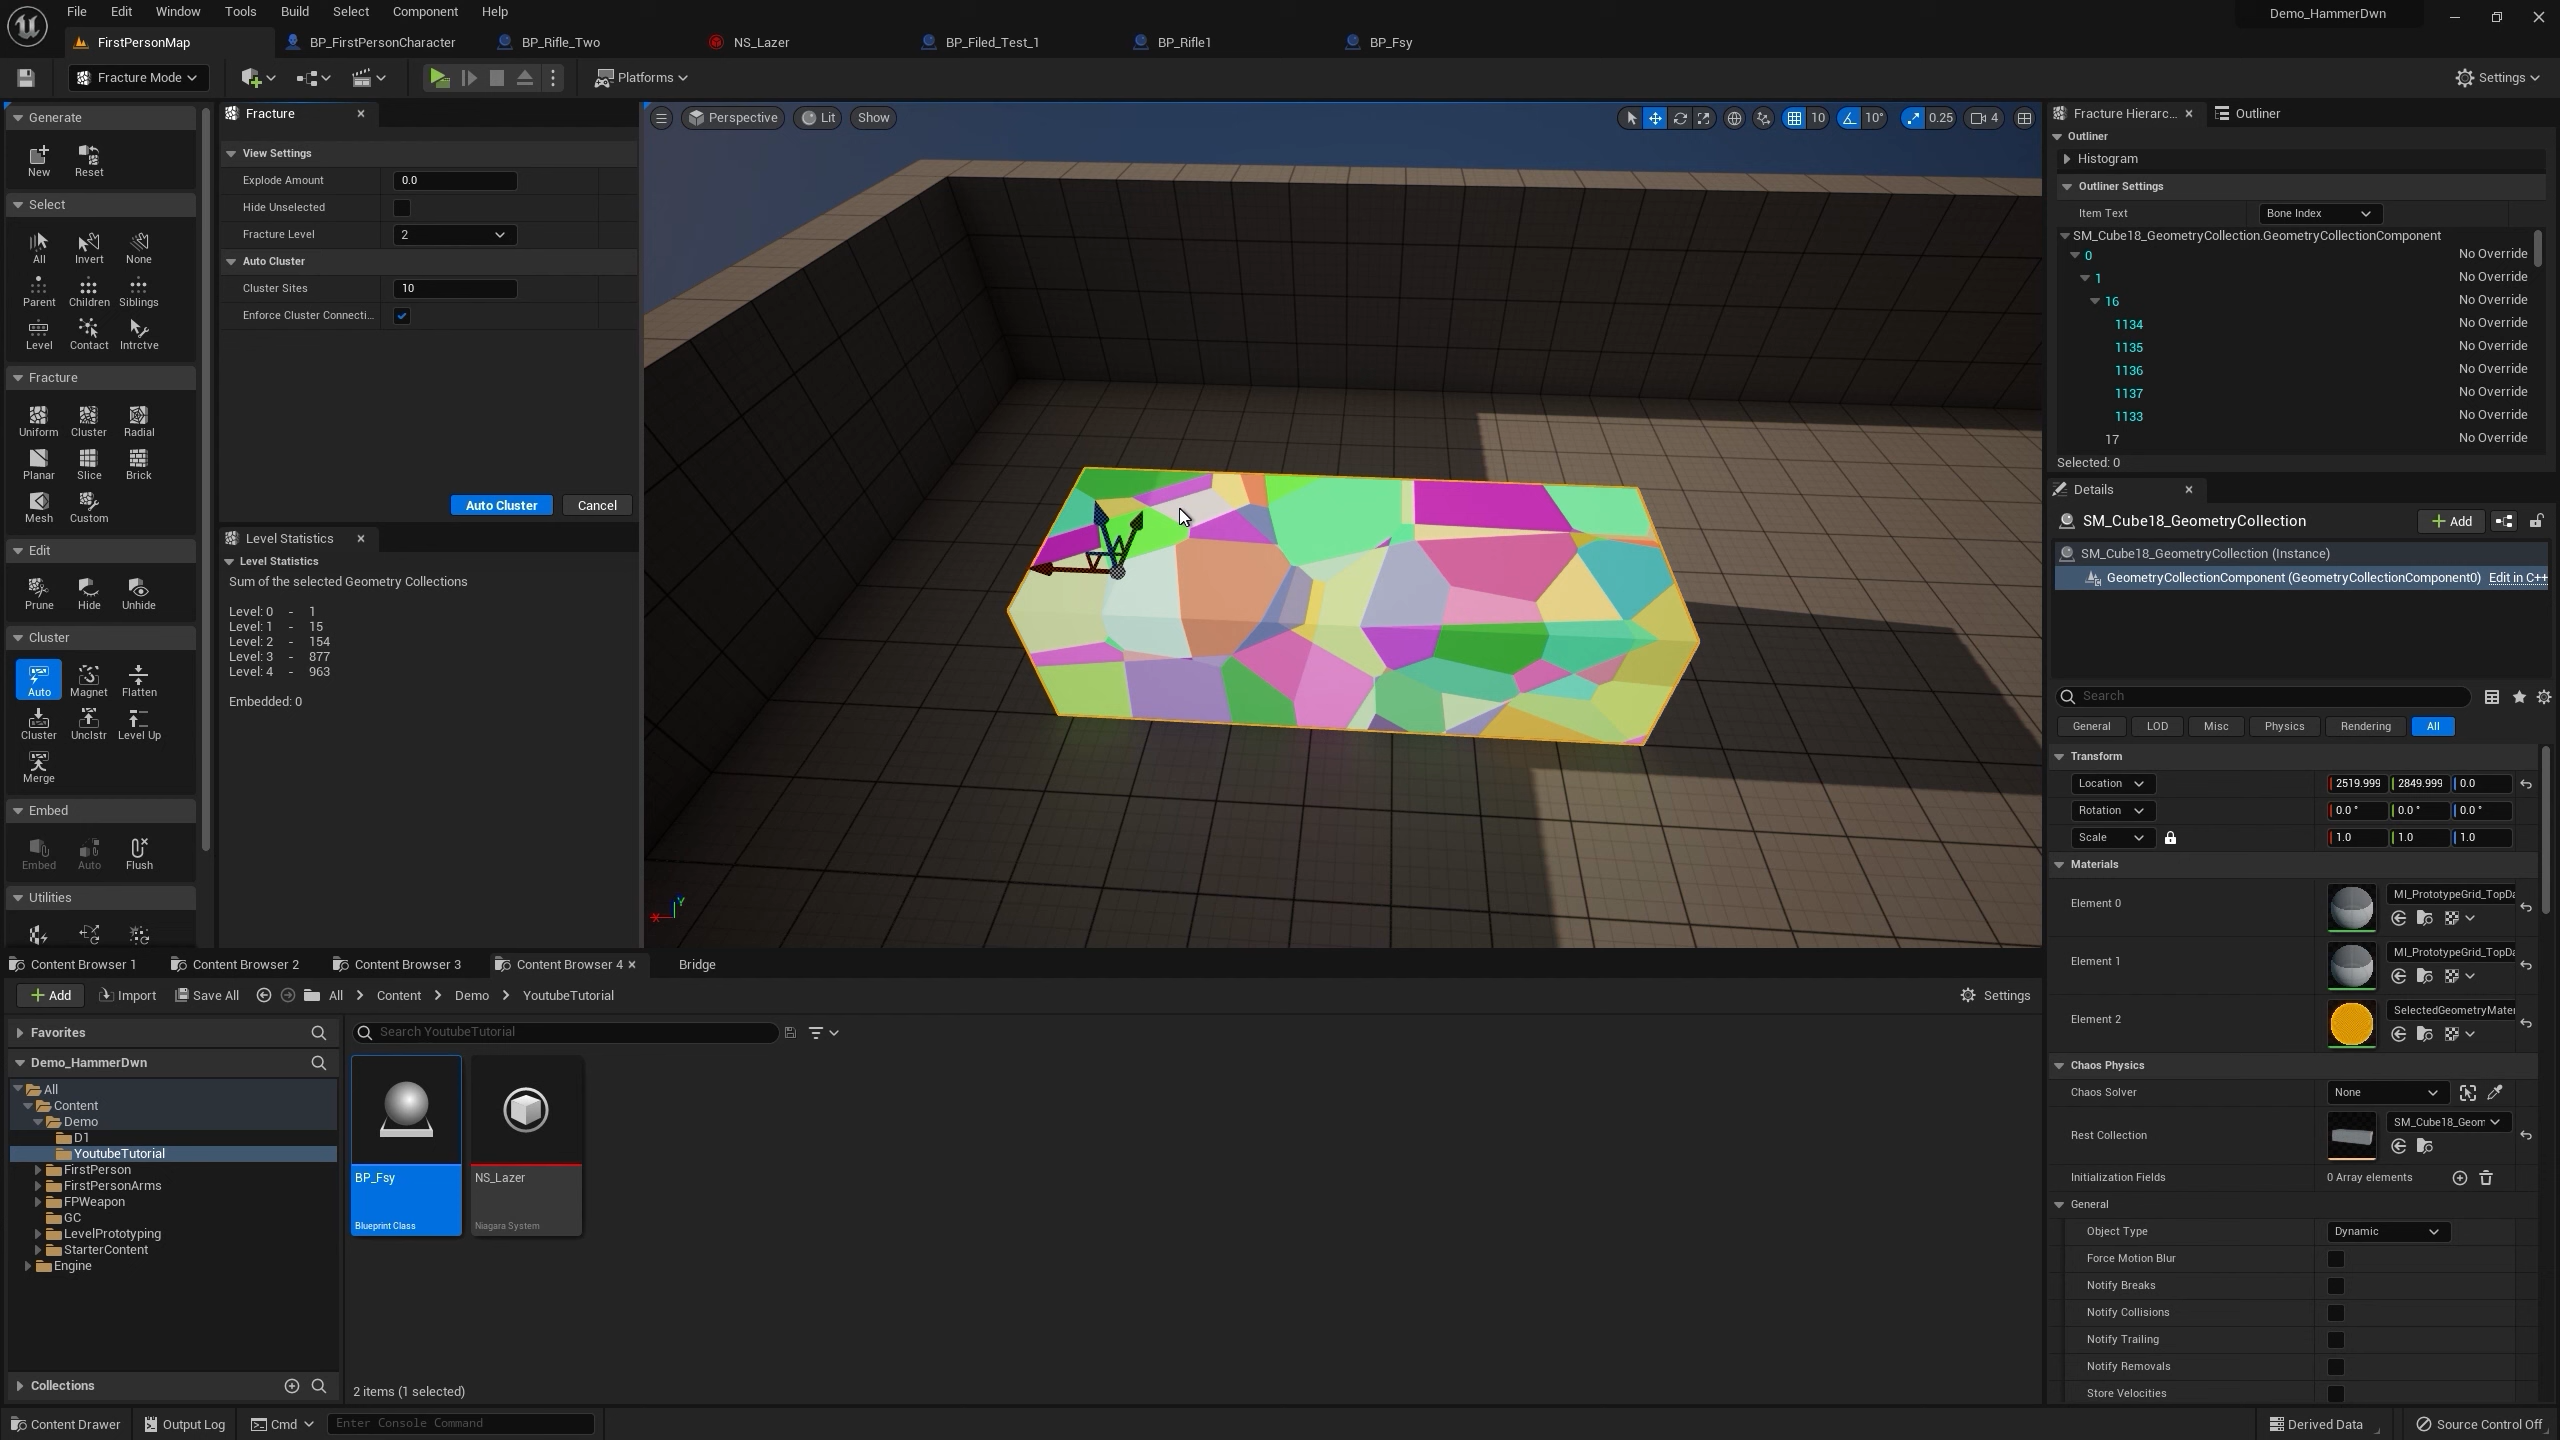 File Edit Window Tools Build Select Component Help
Demo_HammerDwn
FirstPersonMap BP_FirstPersonCharacter BP_Rifle_Two NS_Lazer BP_Filed_Test_1 BP_Rifle1 BP_Fsy
Fracture Mode Platforms Settings
Generate
New Reset
Select
All Invert None
Parent Children Siblings
Level Contact Intrctve
Fracture
Uniform Cluster Radial
Planar Slice Brick
Mesh Custom
Edit
Prune Hide Unhide
Cluster
Auto Magnet Flatten
Cluster Unclstr Level Up
Merge
Embed
Embed Auto Flush
Utilities
Fracture
View Settings
Explode Amount 0.0
Hide Unselected
Fracture Level 2
Auto Cluster
Cluster Sites 10
Enforce Cluster Connecti...
Auto Cluster Cancel
Level Statistics
Level Statistics
Sum of the selected Geometry Collections
Level: 0 - 1
Level: 1 - 15
Level: 2 - 154
Level: 3 - 877
Level: 4 - 963
Embedded: 0
Perspective Lit Show
10 10° 0.25 4
X Y
Fracture Hierarc... Outliner
Outliner
Histogram
Outliner Settings
Item Text Bone Index
SM_Cube18_GeometryCollection.GeometryCollectionComponent
0 No Override
1 No Override
16 No Override
1134 No Override
1135 No Override
1136 No Override
1137 No Override
1133 No Override
17 No Override
Selected: 0
Details
SM_Cube18_GeometryCollection Add
SM_Cube18_GeometryCollection (Instance)
GeometryCollectionComponent (GeometryCollectionComponent0) Edit in C++
Search
General LOD Misc Physics Rendering All
Transform
Location 2519.999 2849.999 0.0
Rotation 0.0° 0.0° 0.0°
Scale 1.0 1.0 1.0
Materials
Element 0 MI_PrototypeGrid_TopDa
Element 1 MI_PrototypeGrid_TopDa
Element 2 SelectedGeometryMater
Chaos Physics
Chaos Solver None
Rest Collection SM_Cube18_Geom
Initialization Fields 0 Array elements
General
Object Type Dynamic
Force Motion Blur
Notify Breaks
Notify Collisions
Notify Trailing
Notify Removals
Store Velocities
Content Browser 1 Content Browser 2 Content Browser 3 Content Browser 4 Bridge
Add Import Save All All Content Demo YoutubeTutorial Settings
Favorites
Demo_HammerDwn
All
Content
Demo
D1
YoutubeTutorial
FirstPerson
FirstPersonArms
FPWeapon
GC
LevelPrototyping
StarterContent
Engine
Collections
Search YoutubeTutorial
BP_Fsy NS_Lazer
Blueprint Class Niagara System
2 items (1 selected)
Content Drawer Output Log Cmd Enter Console Command Derived Data Source Control Off